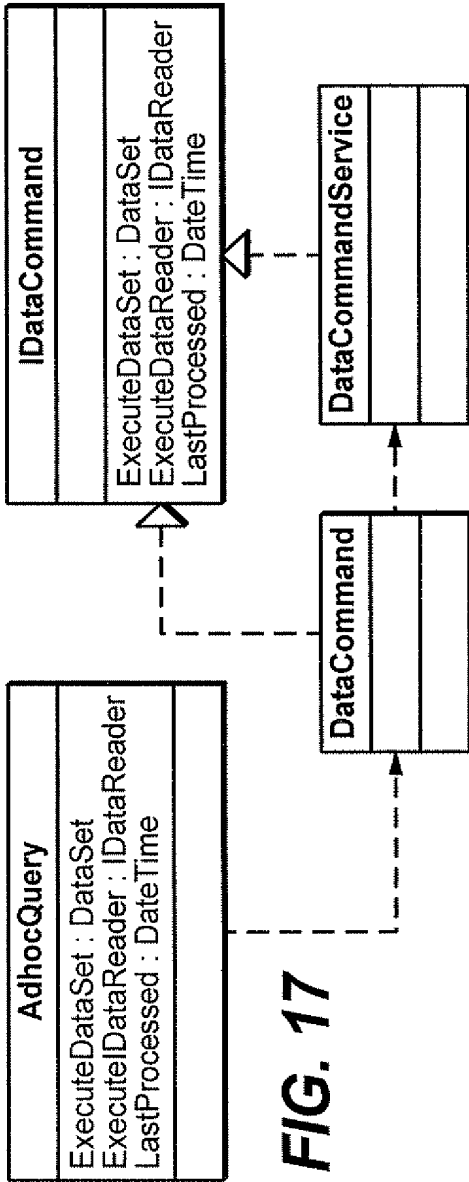 AdhocQuery
ExecuteDataSet : DataSet
ExecuteIDataReader : IDataReader
LastProcessed : DateTime
IDataCommand
ExecuteDataSet : DataSet
ExecuteDataReader : IDataReader
LastProcessed : DateTime
DataCommand
DataCommandService
FIG. 17